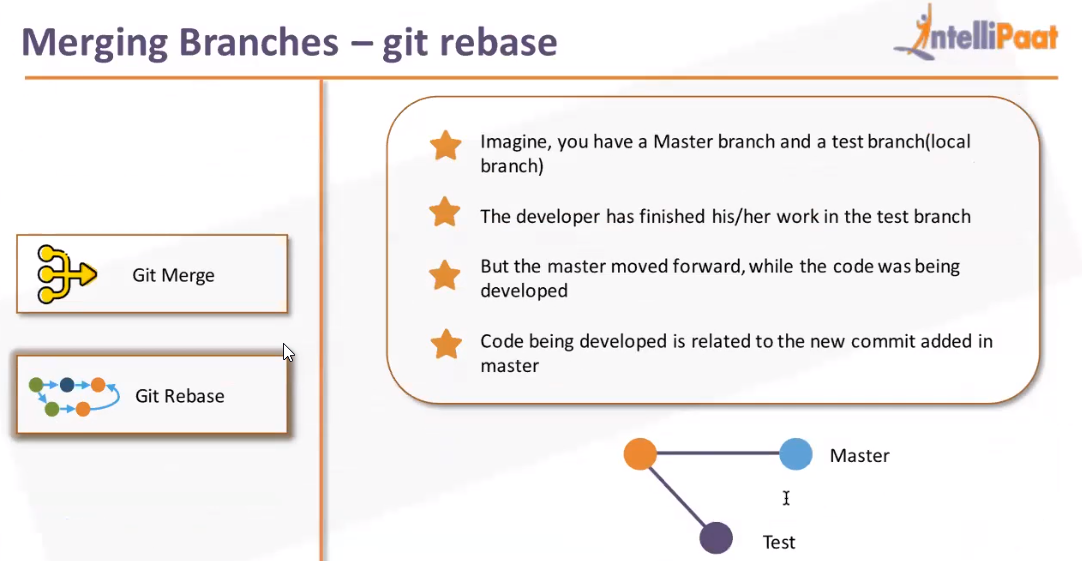 Merging Branches – git rebase
IntelliPaat
Imagine, you have a Master branch and a test branch(local
branch)
The developer has finished his/her work in the test branch
But the master moved forward, while the code was being
developed
Code being developed is related to the new commit added in
master
Git Merge
Git Rebase
Master
Test